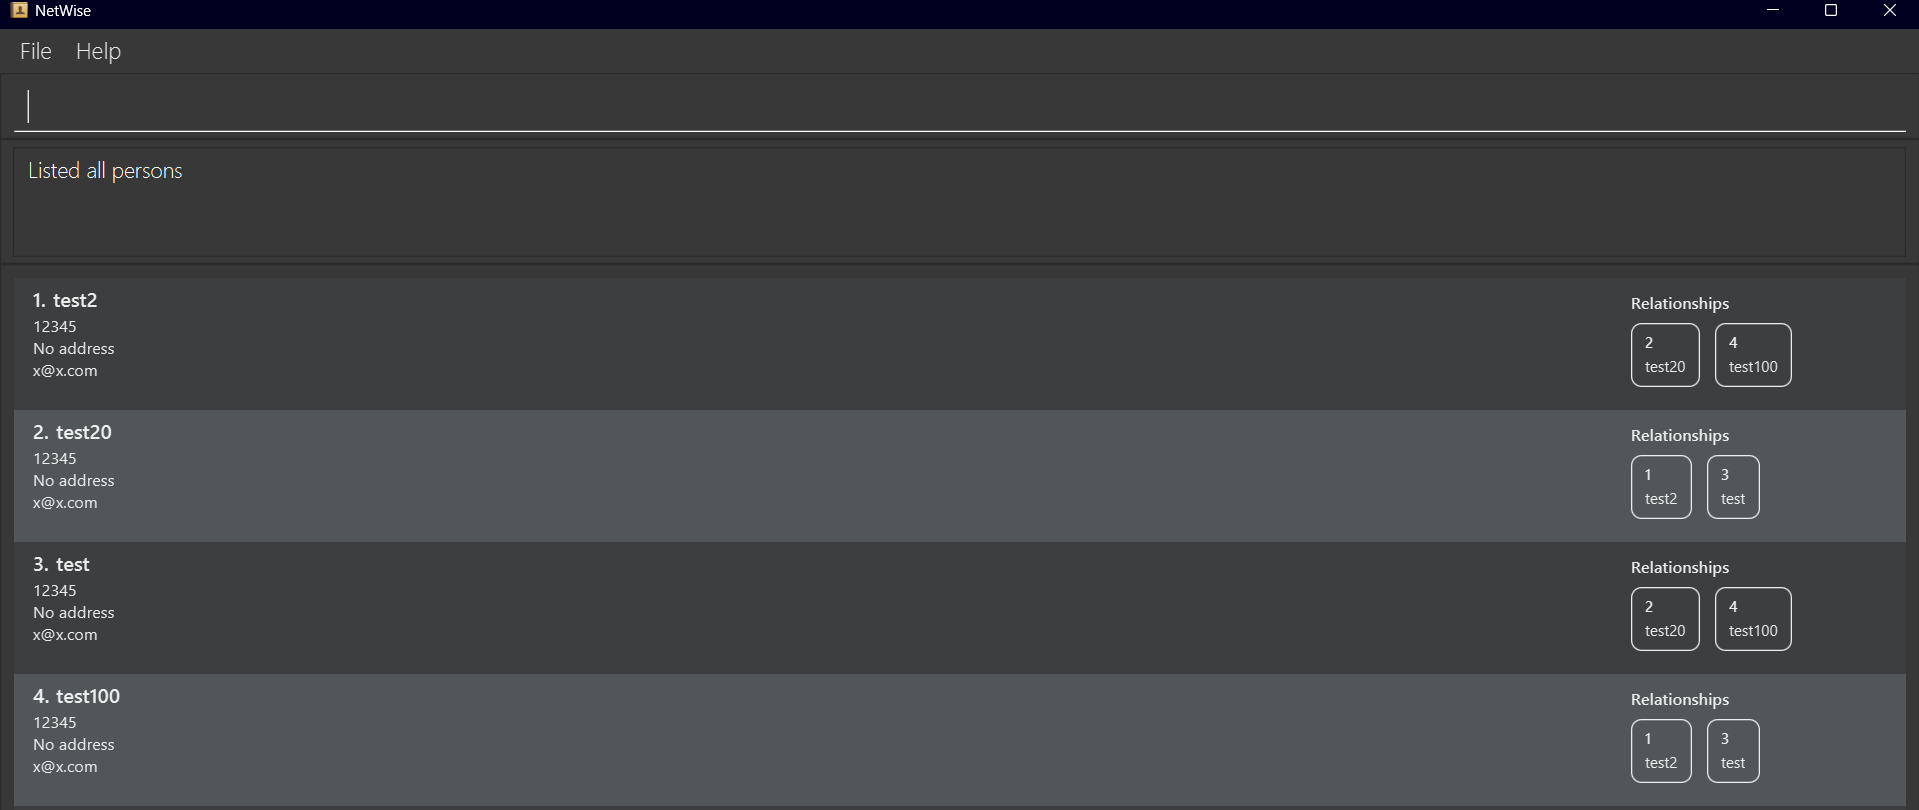 NetWise
File Help
Listed all persons
1. test2
12345
No address
x@x.com
Relationships
2 4
test20 test100
2. test20
12345
No address
x@x.com
Relationships
1 3
test2 test
3. test
12345
No address
x@x.com
Relationships
2 4
test20 test100
4. test100
12345
No address
x@x.com
Relationships
1 3
test2 test